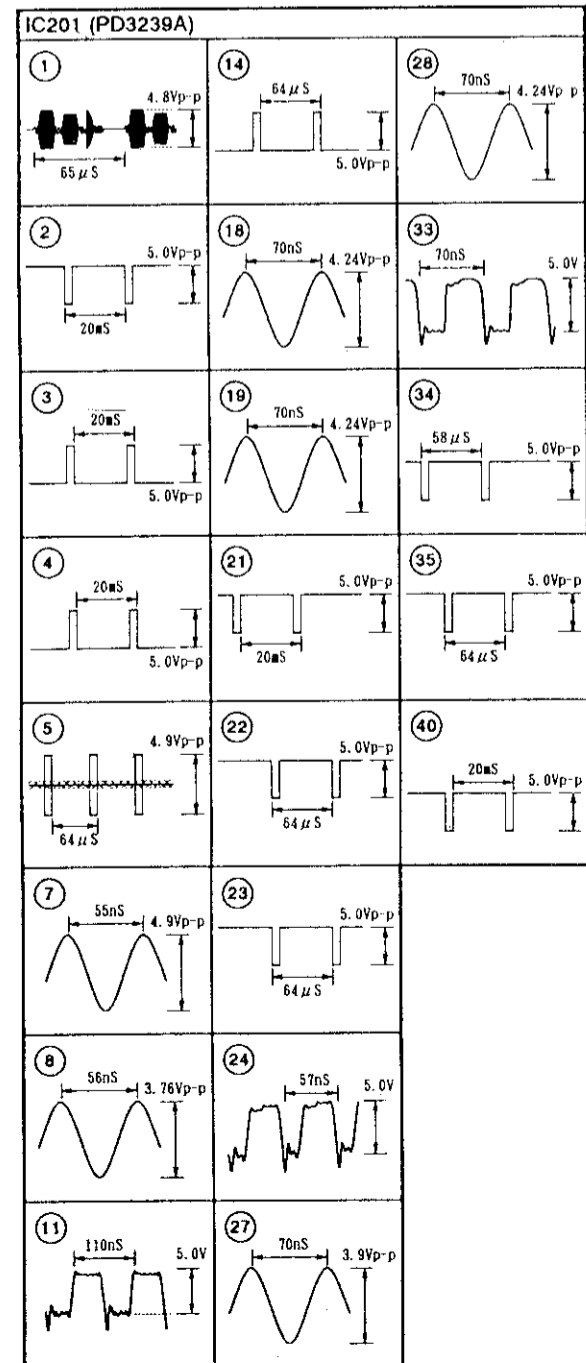 IC201 (PD3239A)
1
4.8Vp-p
65μS
2
5.0Vp-p
20mS
3
20mS
5.0Vp-p
4
20mS
5.0Vp-p
5
4.9Vp-p
64μS
7
55nS
4.9Vp-p
8
56nS
3.76Vp-p
11
110nS
5.0V
14
64μS
5.0Vp-p
18
70nS
4.24Vp-p
19
70nS
4.24Vp-p
21
5.0Vp-p
20mS
22
5.0Vp-p
64μS
23
5.0Vp-p
64μS
24
57nS
5.0V
27
70nS
3.9Vp-p
28
70nS
4.24Vp p
33
70nS
5.0V
34
58μS
5.0Vp-p
35
5.0Vp-p
64μS
40
20mS
5.0Vp-p